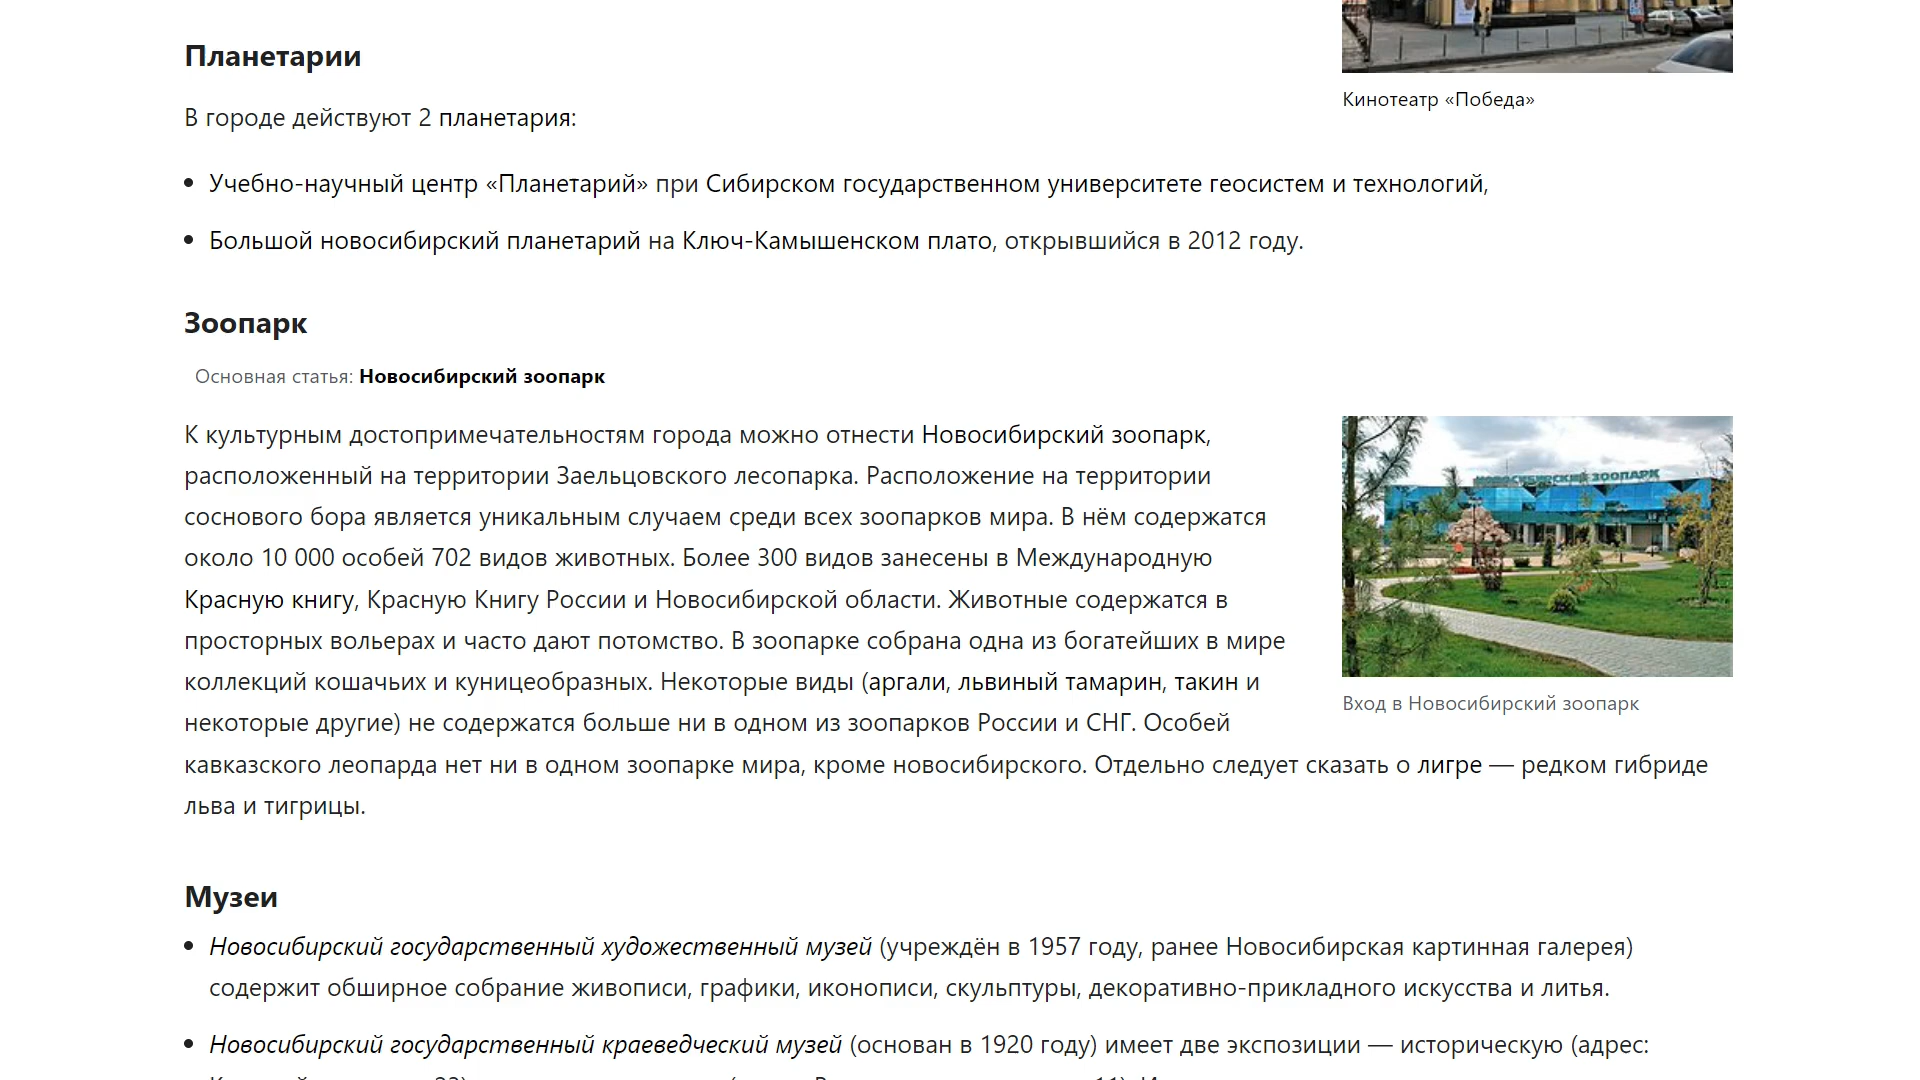 Планетарии
Кинотеатр «Победа»
В городе действуют 2 планетария:
Учебно-научный центр «Планетарий» при Сибирском государственном университете геосистем и технологий,
Большой новосибирский планетарий на Ключ-Камышенском плато, открывшийся в 2012 году.
Зоопарк
Основная статья: Новосибирский зоопарк
К культурным достопримечательностям города можно отнести Новосибирский зоопарк,
расположенный на территории Заельцовского лесопарка. Расположение на территории
соснового бора является уникальным случаем среди всех зоопарков мира. В нём содержатся
около 10 000 особей 702 видов животных. Более 300 видов занесены в Международную
Красную книгу, Красную Книгу России и Новосибирской области. Животные содержатся в
просторных вольерах и часто дают потомство. В зоопарке собрана одна из богатейших в мире
коллекций кошачьих и куницеобразных. Некоторые виды (аргали, львиный тамарин, такин и
некоторые другие) не содержатся больше ни в одном из зоопарков России и СНГ. Особей
кавказского леопарда нет ни в одном зоопарке мира, кроме новосибирского. Отдельно следует сказать о лигре — редком гибриде
льва и тигрицы.
НОВОСИБИРСКИЙ ЗООПАРК
Вход в Новосибирский зоопарк
Музеи
Новосибирский государственный художественный музей (учреждён в 1957 году, ранее Новосибирская картинная галерея)
содержит обширное собрание живописи, графики, иконописи, скульптуры, декоративно-прикладного искусства и литья.
Новосибирский государственный краеведческий музей (основан в 1920 году) имеет две экспозиции — историческую (адрес: